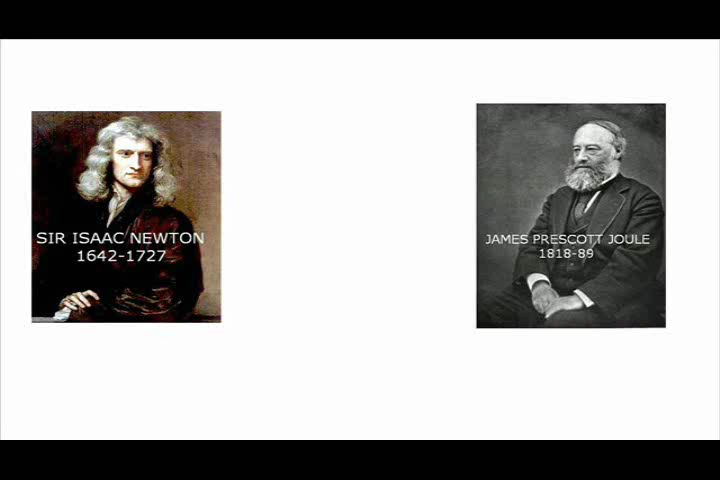 SIR ISAAC NEWTON
1642-1727
JAMES PRESCOTT JOULE
1818-89